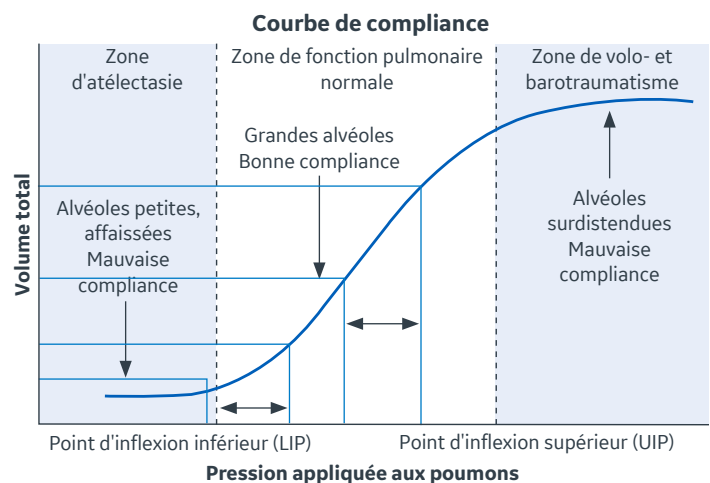 Courbe de compliance
Zone
d'atélectasie
Zone de fonction pulmonaire
normale
Zone de volo- et
barotraumatisme
Grandes alvéoles
Bonne compliance
Alvéoles petites,
affaissées
Mauvaise
compliance
Alvéoles
surdistendues
Mauvaise
compliance
Volume total
Point d'inflexion inférieur (LIP)
Point d'inflexion supérieur (UIP)
Pression appliquée aux poumons